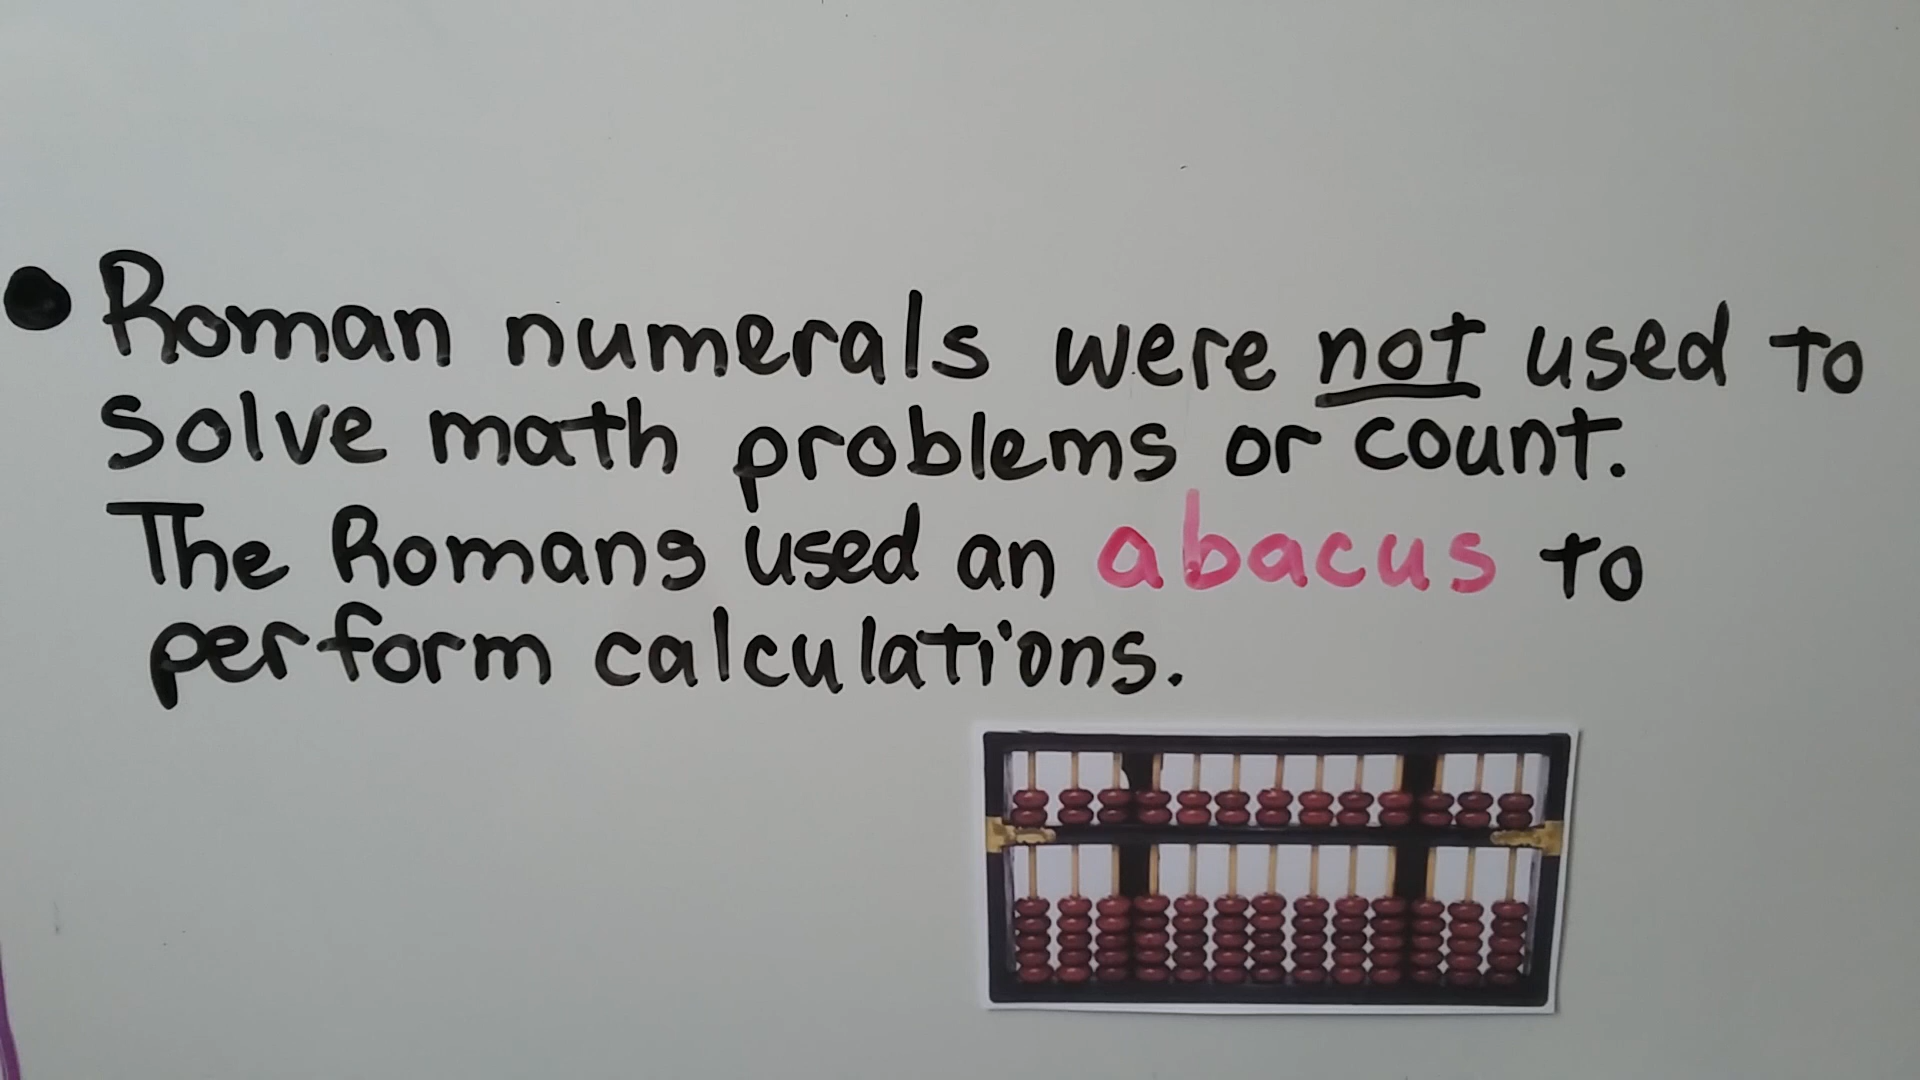 • Roman numerals were not used to
solve math problems or count.
The Romans used an abacus to
perform calculations.